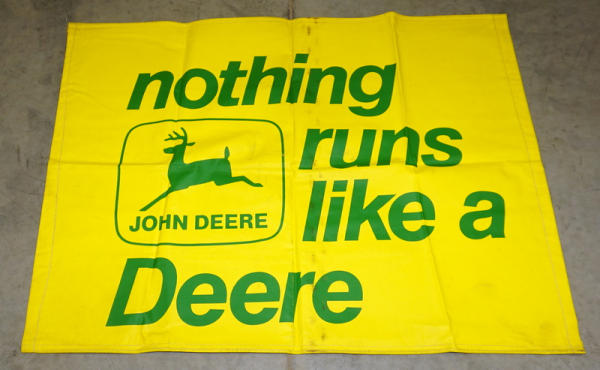 nothing
runs
like a
JOHN DEERE
Deere